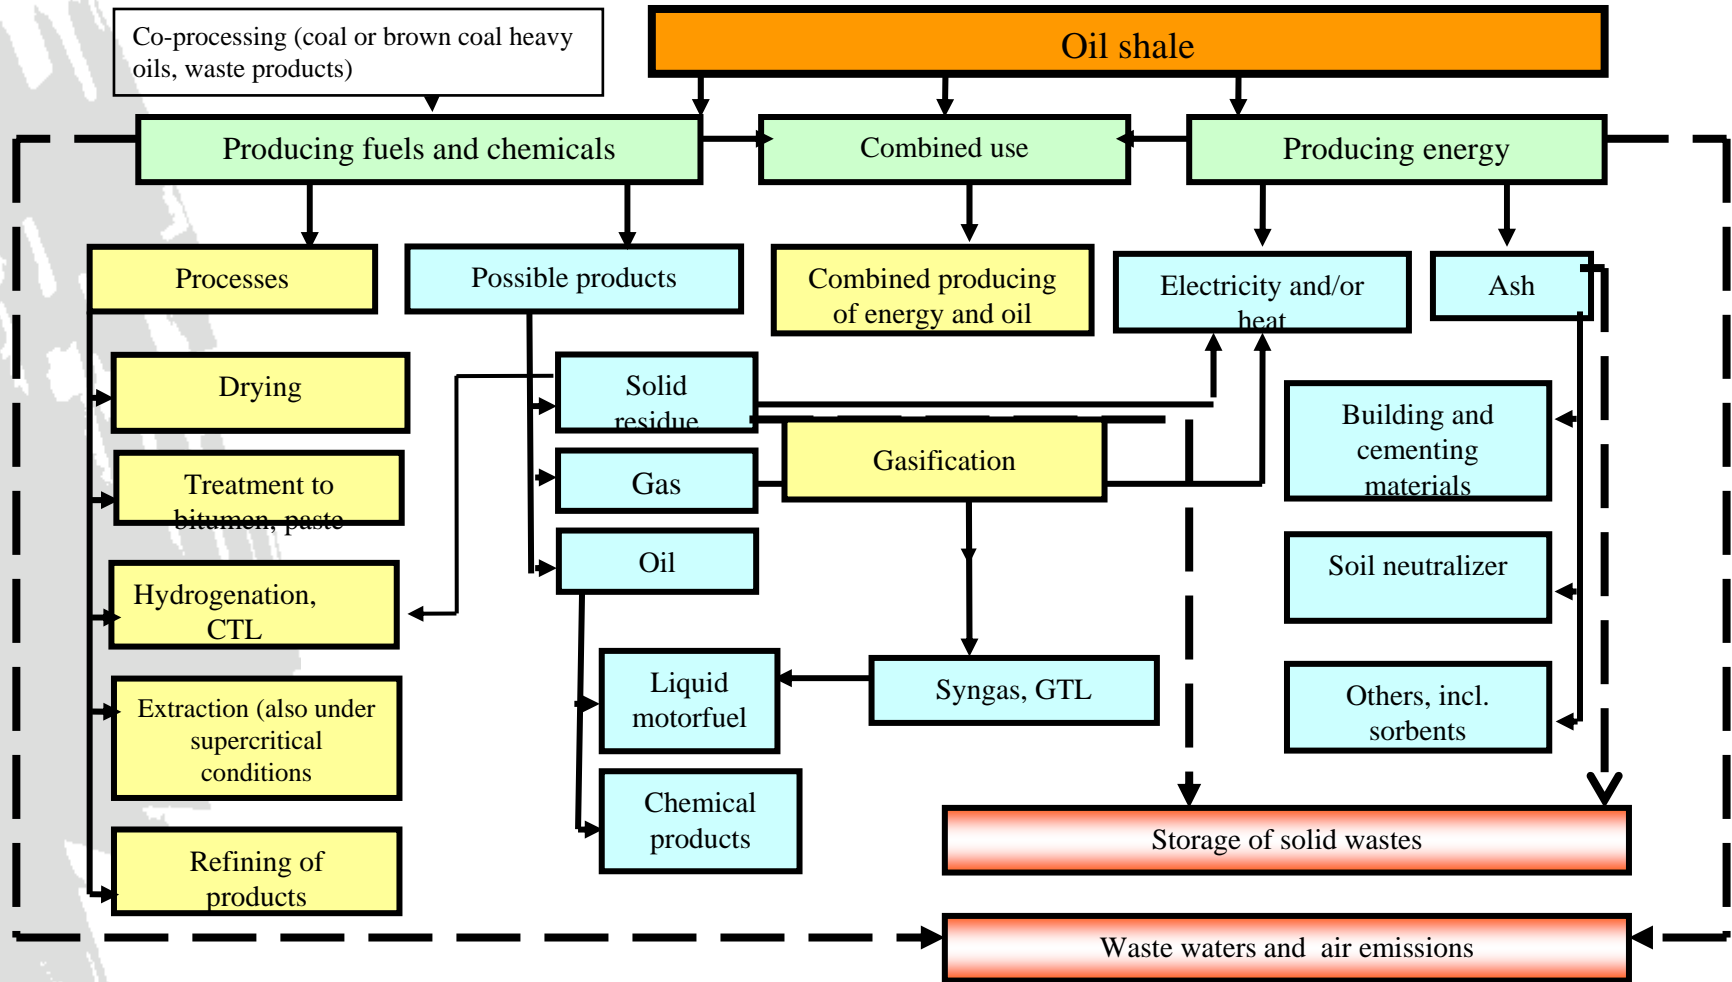 Co-processing (coal or brown coal heavy
oils, waste products)
Oil shale
Producing fuels and chemicals
Combined use
Producing energy
Processes
Possible products
Combined producing
of energy and oil
Electricity and/or
heat
Ash
Drying
Solid
residue
Building and
cementing
materials
Treatment to
bitumen, paste
Gas
Gasification
Oil
Soil neutralizer
Hydrogenation,
CTL
Extraction (also under
supercritical
conditions
Liquid
motorfuel
Syngas, GTL
Others, incl.
sorbents
Chemical
products
Storage of solid wastes
Refining of
products
Waste waters and  air emissions